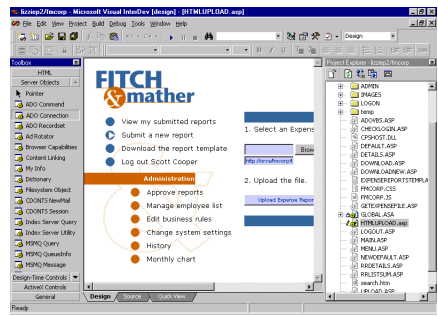 lizziep2/fmcorp - Microsoft Visual InterDev [design] - [HTMLUPLOAD.asp]
File Edit View Project Build Debug Tools Window Help
Design
Toolbox
HTML
Server Objects
Pointer
ADO Command
ADO Connection
ADO Recordset
Ad Rotator
Browser Capabilities
Content Linking
My Info
Dictionary
Filesystem Object
CDONTS NewMail
CDONTS Session
Index Server Query
Index Server Utility
MSMQ Query
MSMQ QueueInfo
MSMQ Message
Design-Time Controls
ActiveX Controls
General
FITCH
&mather
View my submitted reports
Submit a new report
Download the report template
Log out Scott Cooper
Administration
Approve reports
Manage employee list
Edit business rules
Change system settings
History
Monthly chart
1. Select an Expens
Brow
2. Upload the file.
Upload Expense Repor
Design Source Quick View
Project Explorer - lizziep2/fmcorp
ADMIN
IMAGES
LOGON
temp
ADOVBS.ASP
CHECKLOGIN.ASP
CPSHOST.DLL
DEFAULT.ASP
DETAILS.ASP
DOWNLOAD.ASP
DOWNLOADNEW.ASP
EXPENSEREPORTSTEMPLA
FMCORP.CSS
FMCORP.JS
GETEXPENSEFILE.ASP
GLOBAL.ASA
HTMLUPLOAD.asp
LOGOUT.ASP
MAIN.ASP
MENU.ASP
NEWDEFAULT.ASP
RRDETAILS.ASP
RRLISTSUM.ASP
search.htm
UPLOAD.ASP
Ready